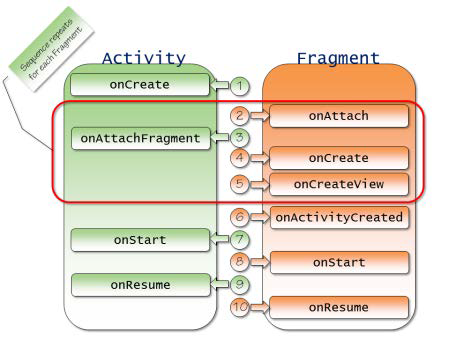 Sequence repeats
for each Fragment
Activity
Fragment
onCreate
1
2
onAttach
onAttachFragment
3
4
onCreate
5
onCreateView
6
onActivityCreated
onStart
7
8
onStart
onResume
9
10
onResume